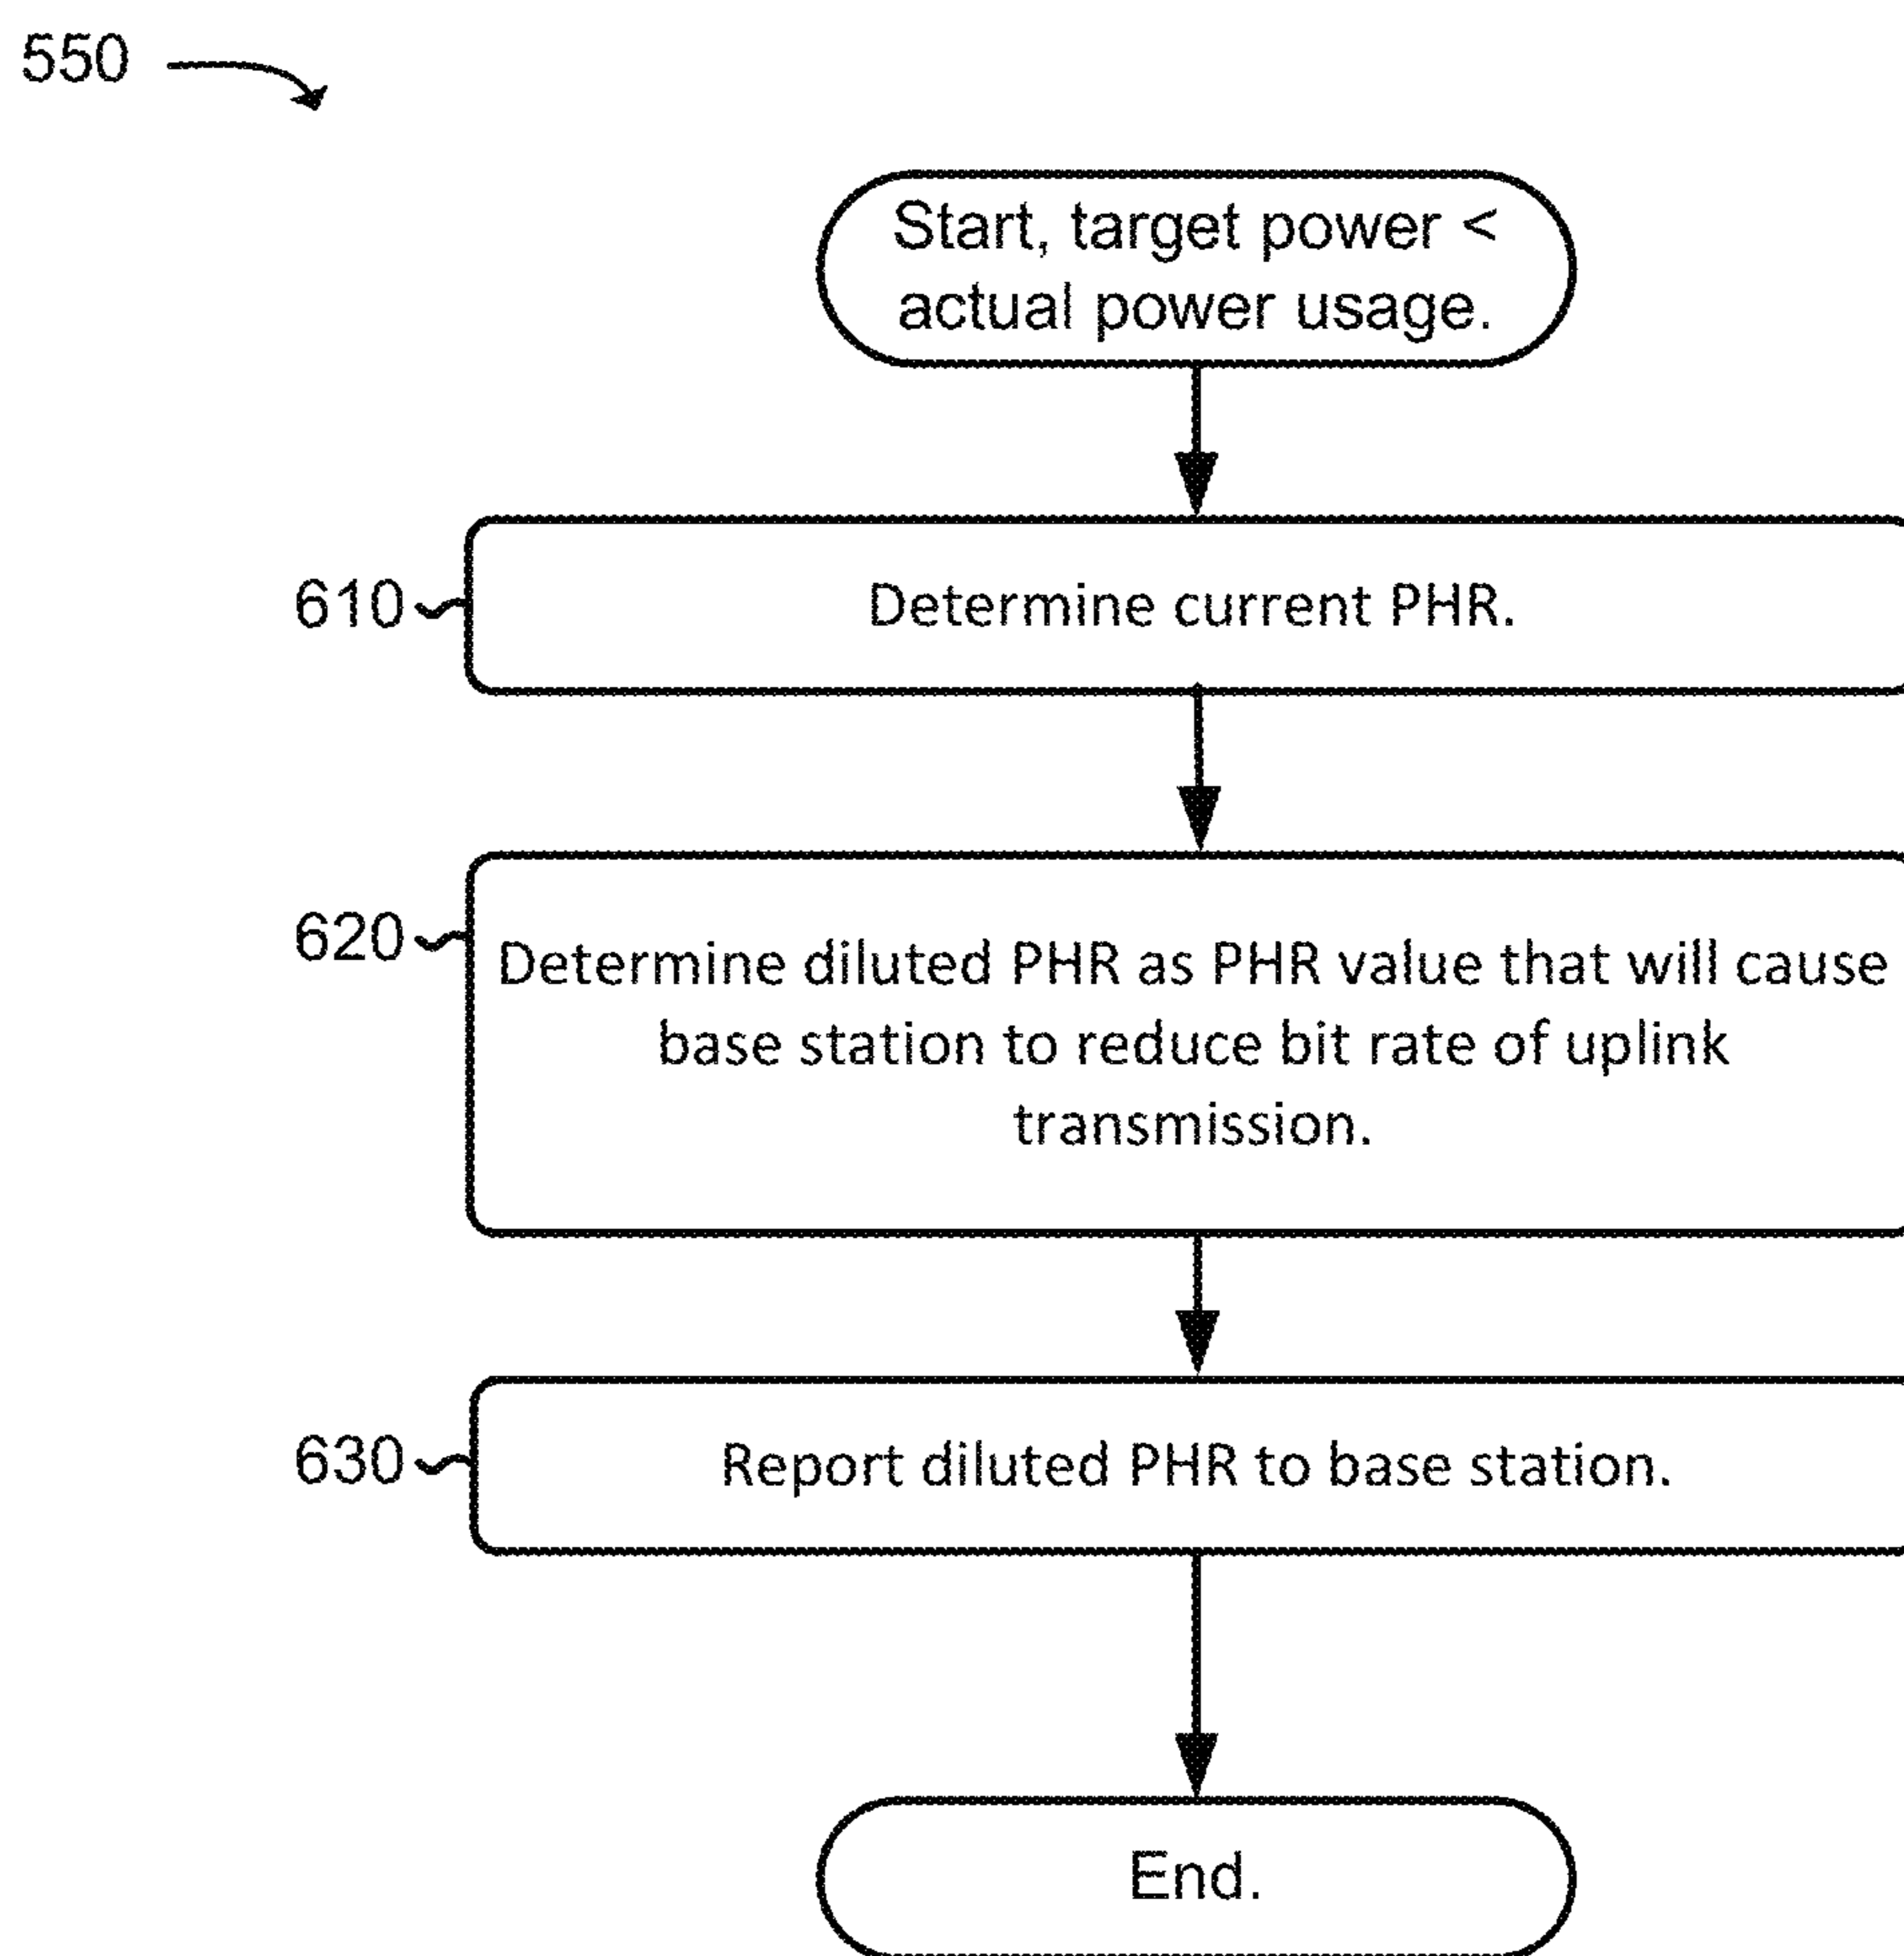 550
Start, target power <
actual power usage.
610
Determine current PHR.
620
Determine diluted PHR as PHR value that will cause
base station to reduce bit rate of uplink
transmission.
630
Report diluted PHR to base station.
End.